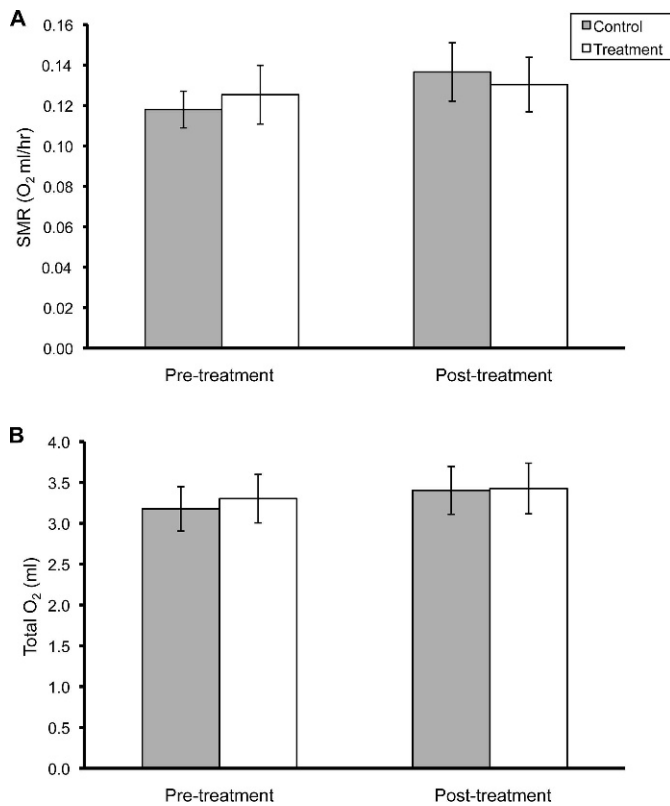 A
Control
Treatment
SMR (O₂ ml/hr)
0.16
0.14
0.12
0.10
0.08
0.06
0.04
0.02
0.00
Pre-treatment Post-treatment
B
Total O₂ (ml)
4.0
3.5
3.0
2.5
2.0
1.5
1.0
0.5
0.0
Pre-treatment Post-treatment